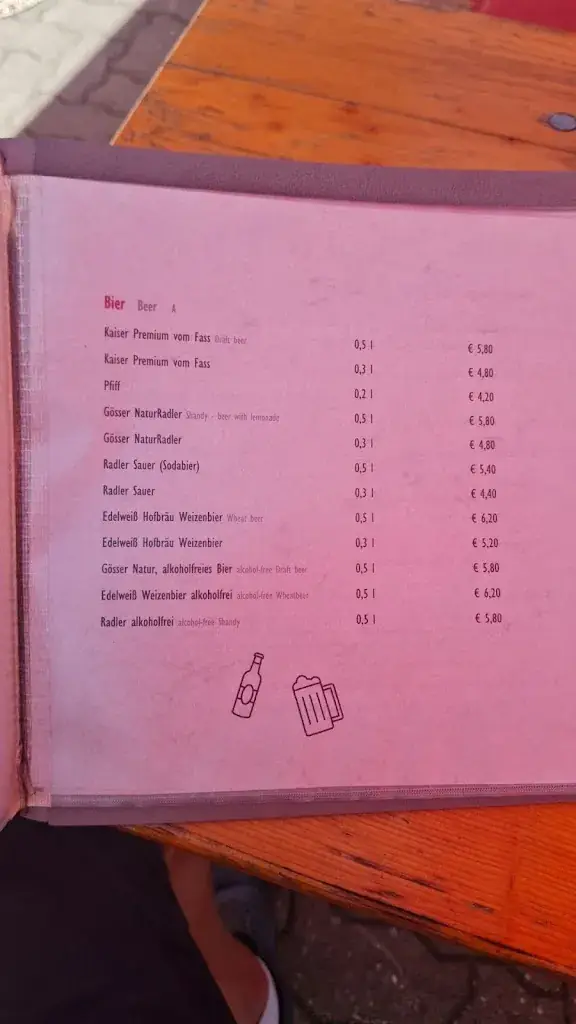 Bier Beer A
Kaiser Premium vom Fass Draft beer 0,5 l € 5,80
Kaiser Premium vom Fass 0,3 l € 4,80
Pfiff 0,2 l € 4,20
Gösser NaturRadler Shandy - beer with lemonade 0,5 l € 5,80
Gösser NaturRadler 0,3 l € 4,80
Radler Sauer (Sodabier) 0,5 l € 5,40
Radler Sauer 0,3 l € 4,40
Edelweiß Hofbräu Weizenbier Wheat beer 0,5 l € 6,20
Edelweiß Hofbräu Weizenbier 0,3 l € 5,20
Gösser Natur, alkoholfreies Bier alcohol-free Draft beer 0,5 l € 5,80
Edelweiß Weizenbier alkoholfrei alcohol-free Wheatbeer 0,5 l € 6,20
Radler alkoholfrei alcohol-free Shandy 0,5 l € 5,80